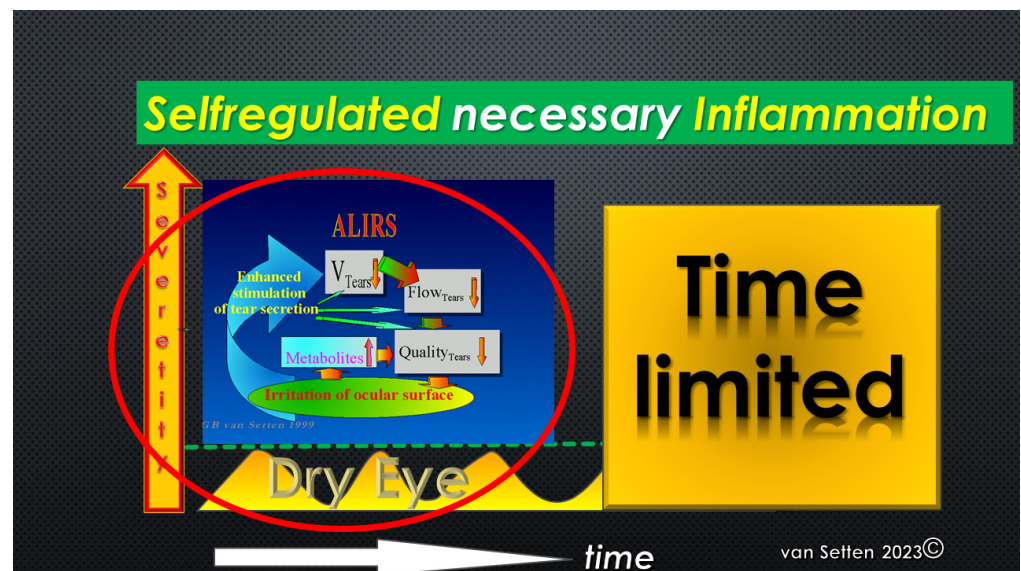 Selfregulated necessary Inflammation
Severetity
ALIRS
Enhanced
stimulation
of tear secretion
VTears
FlowTears
Metabolites
QualityTears
Irritation of ocular surface
GB van Setten 1999
Dry Eye
Time
limited
time
van Setten 2023©